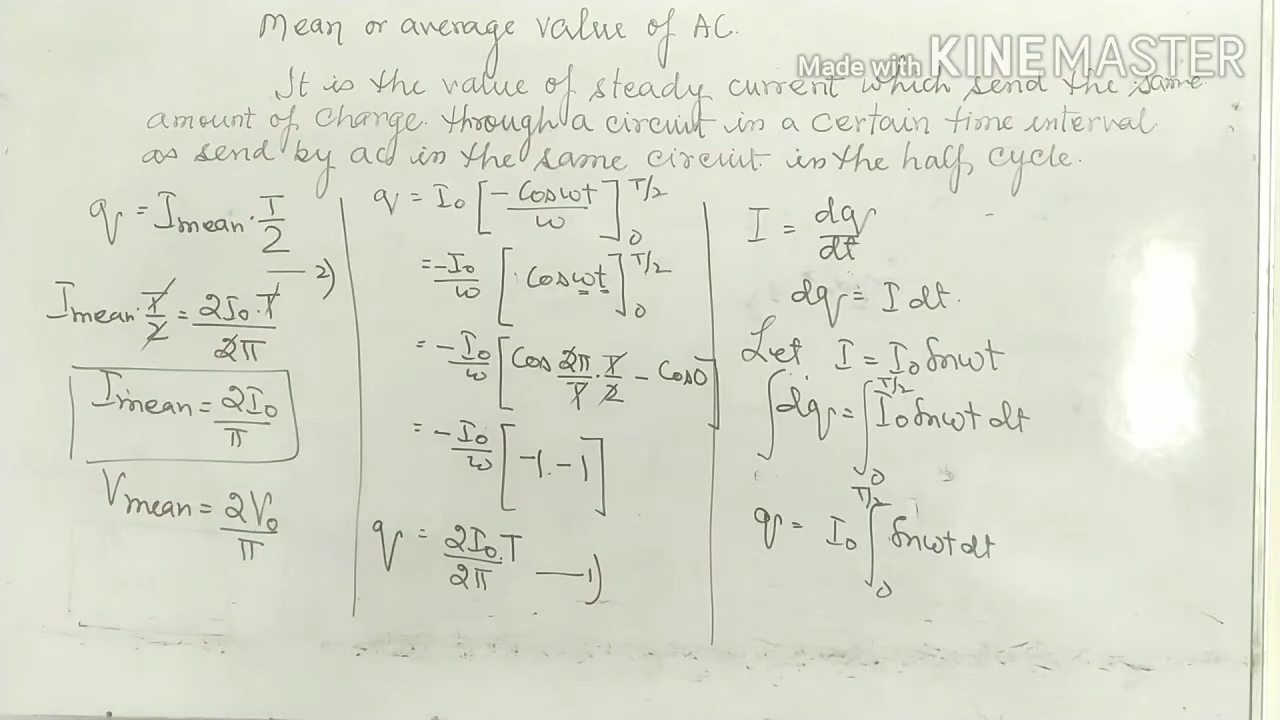 Mean or average value of AC.
Made with KINEMASTER
It is the value of steady current which send the same
amount of charge through a circuit in a certain time interval
as send by ac in the same circuit in the half cycle.
q = Imean · T/2
—— 2)
Imean · T/2 = 2I₀·T/2π
Imean = 2I₀/π
Vmean = 2V₀/π
q = I₀ [-Cosωt/ω]₀^T/2
= -I₀/ω [Cosωt]₀^T/2
= -I₀/ω [Cos 2π/T · T/2 - Cos0]
= -I₀/ω [-1 - 1]
q = 2I₀.T/2π —— 1)
I = dq/dt
dq = I dt.
Let I = I₀ Sinωt
∫dq = ∫₀^T/2 I₀ Sinωt dt
q = I₀ ∫₀^T/2 Sinωt dt